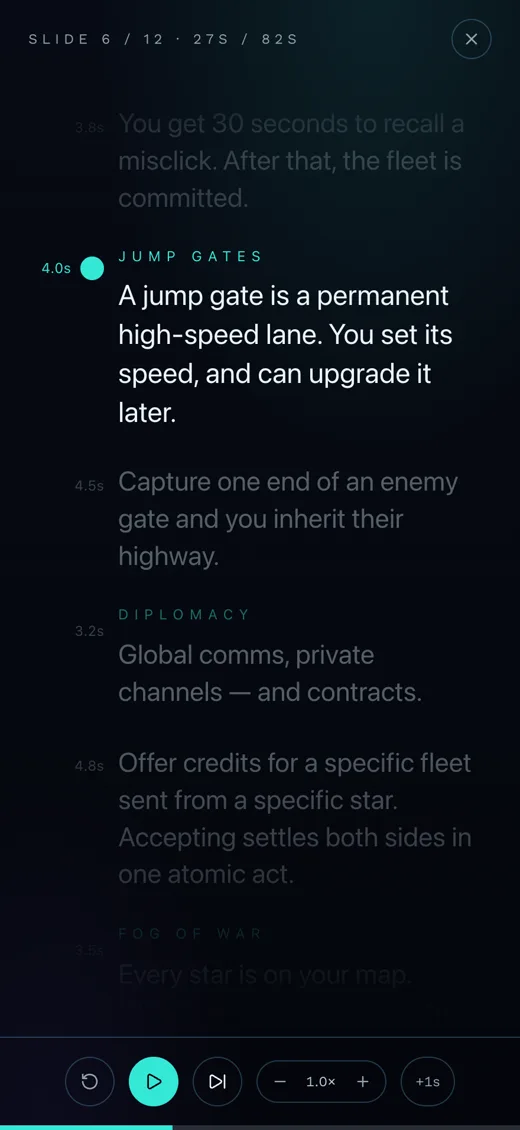 SLIDE 6 / 12 · 27S / 82S
3.8s
You get 30 seconds to recall a
misclick. After that, the fleet is
committed.
JUMP GATES
4.0s
A jump gate is a permanent
high-speed lane. You set its
speed, and can upgrade it
later.
4.5s
Capture one end of an enemy
gate and you inherit their
highway.
DIPLOMACY
3.2s
Global comms, private
channels — and contracts.
4.8s
Offer credits for a specific fleet
sent from a specific star.
Accepting settles both sides in
one atomic act.
FOG OF WAR
3.5s
Every star is on your map.
1.0×
+1s